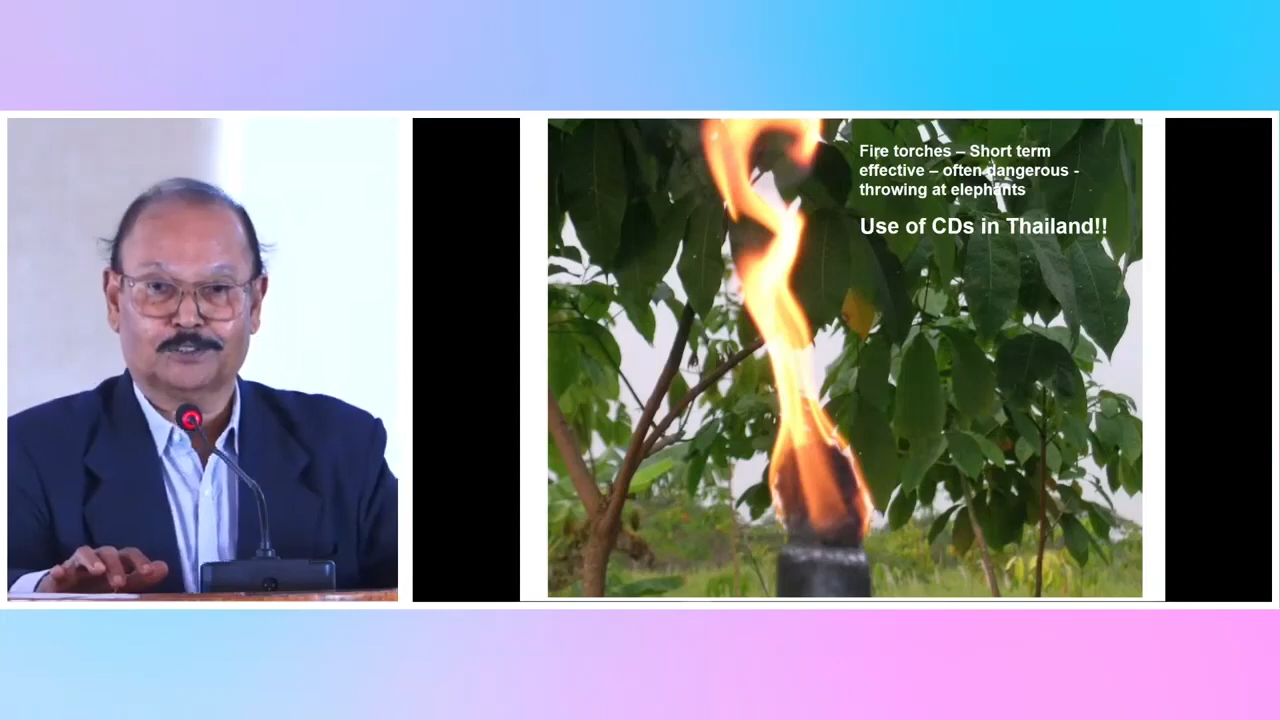 Fire torches – Short term
effective – often dangerous -
throwing at elephants
Use of CDs in Thailand!!